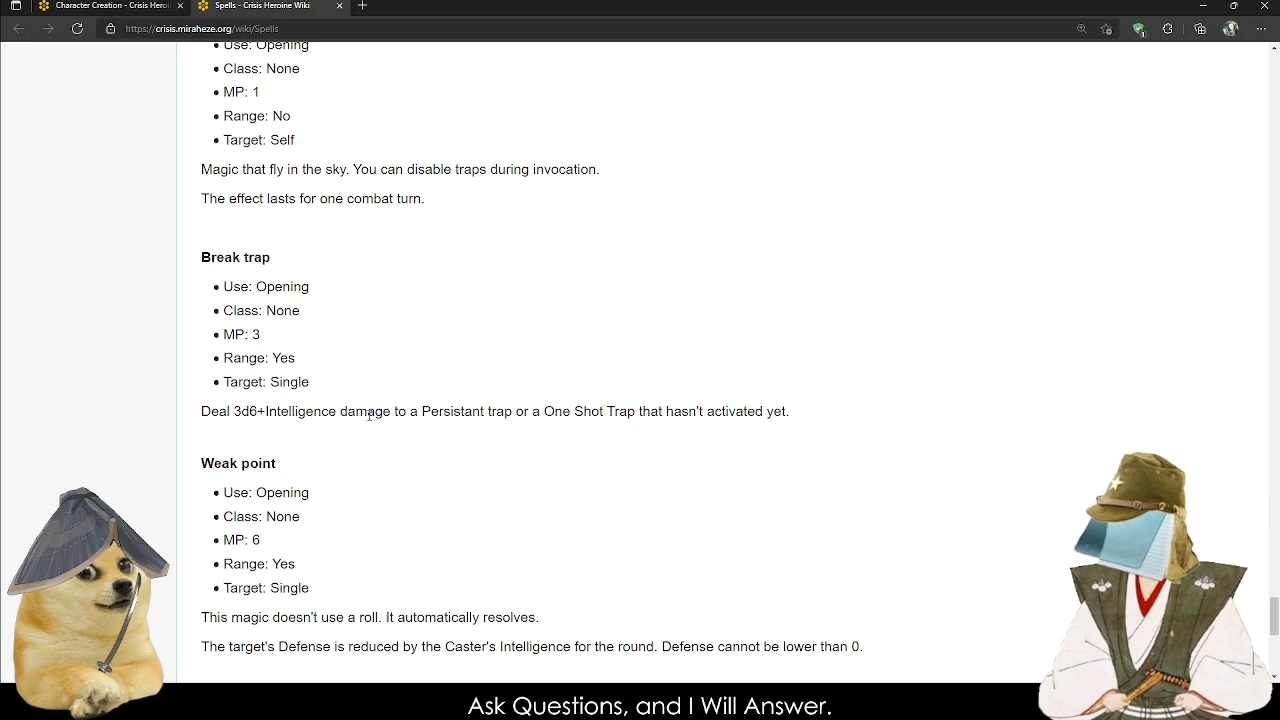 Character Creation - Crisis Heroi
Spells - Crisis Heroine Wiki
https://crisis.miraheze.org/wiki/Spells
Use: Opening
Class: None
MP: 1
Range: No
Target: Self
Magic that fly in the sky. You can disable traps during invocation.
The effect lasts for one combat turn.
Break trap
Use: Opening
Class: None
MP: 3
Range: Yes
Target: Single
Deal 3d6+Intelligence damage to a Persistant trap or a One Shot Trap that hasn't activated yet.
Weak point
Use: Opening
Class: None
MP: 6
Range: Yes
Target: Single
This magic doesn't use a roll. It automatically resolves.
The target's Defense is reduced by the Caster's Intelligence for the round. Defense cannot be lower than 0.
Ask Questions, and I Will Answer.